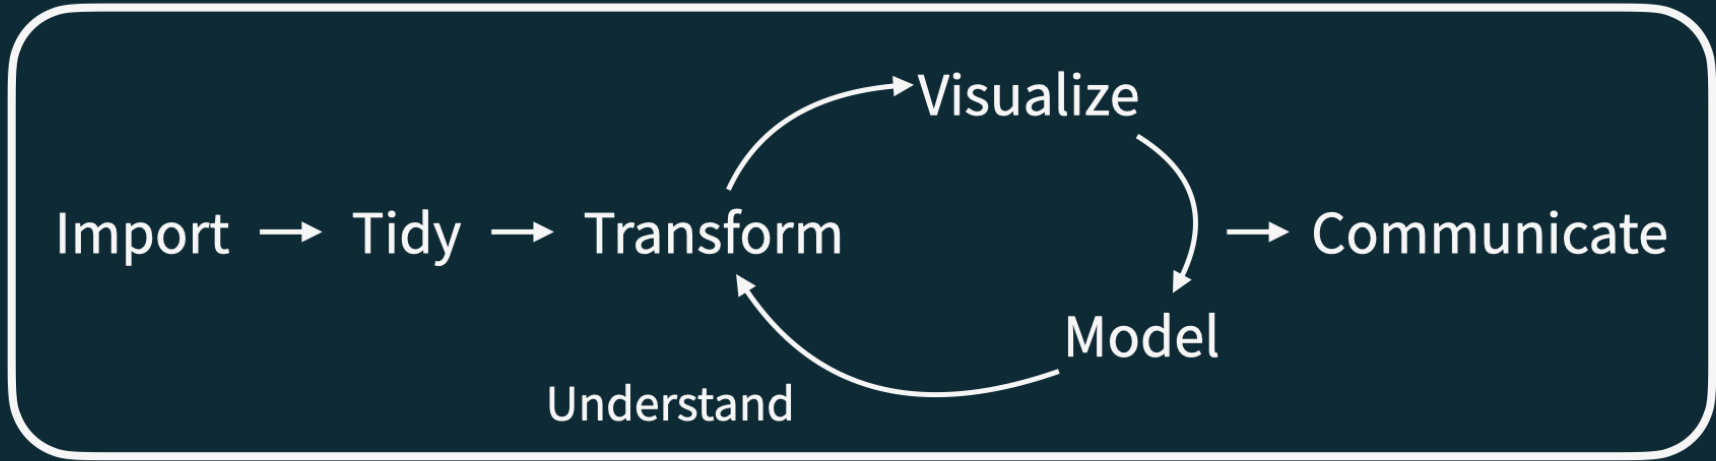 Visualize
Import → Tidy → Transform → Communicate
Model
Understand